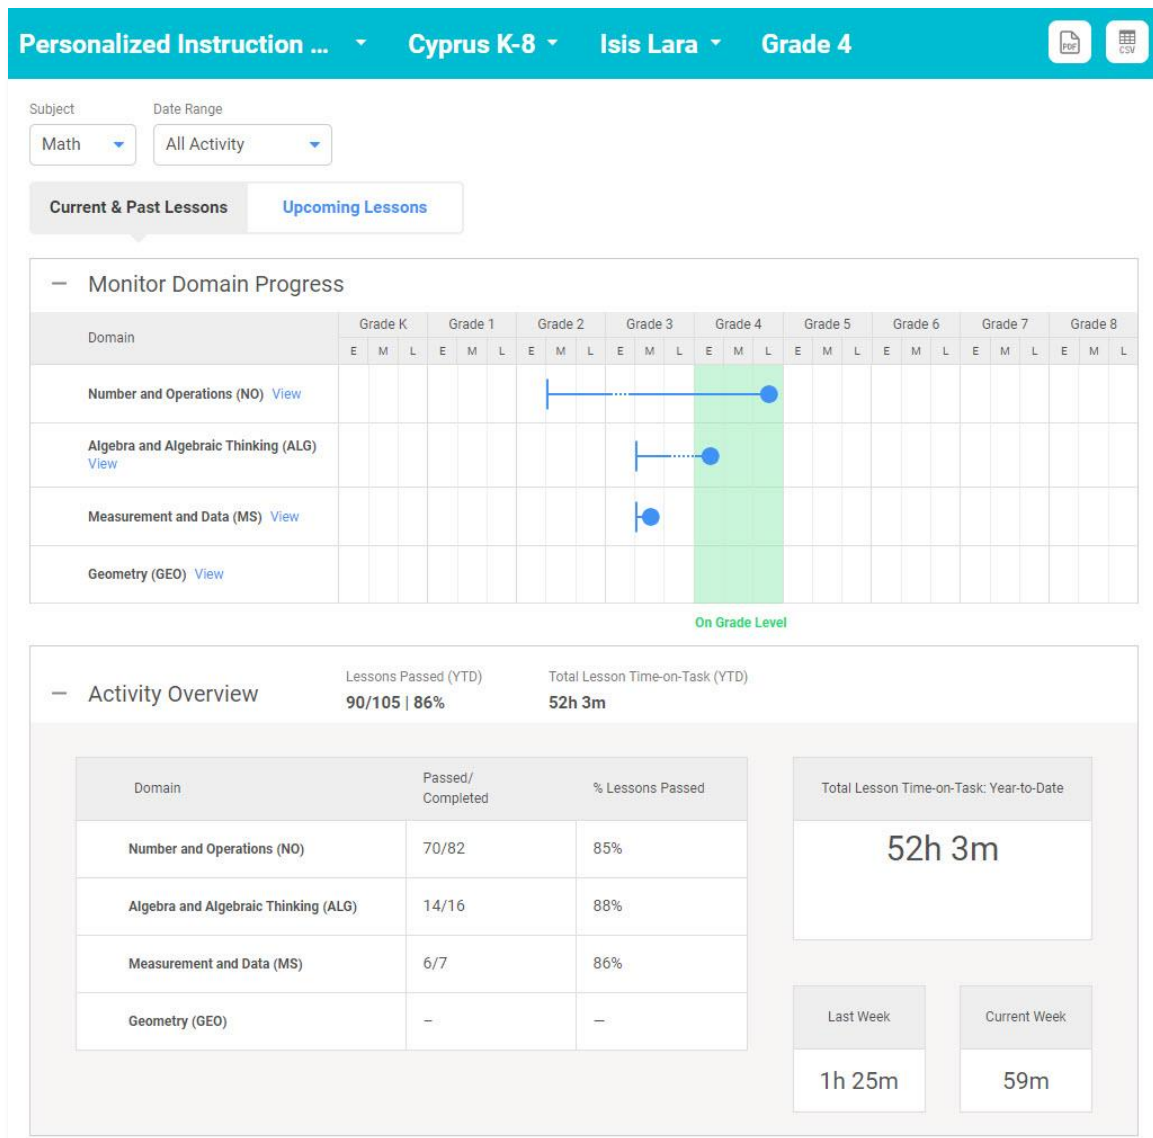 Personalized Instruction ... Cyprus K-8 Isis Lara Grade 4 PDF CSV
Subject Date Range
Math All Activity
Current & Past Lessons Upcoming Lessons
Monitor Domain Progress
Domain Grade K Grade 1 Grade 2 Grade 3 Grade 4 Grade 5 Grade 6 Grade 7 Grade 8
E M L E M L E M L E M L E M L E M L E M L E M L E M L
Number and Operations (NO) View
Algebra and Algebraic Thinking (ALG)
View
Measurement and Data (MS) View
Geometry (GEO) View
On Grade Level
Activity Overview
Lessons Passed (YTD) Total Lesson Time-on-Task (YTD)
90/105 | 86% 52h 3m
Domain Passed/
Completed % Lessons Passed
Number and Operations (NO) 70/82 85%
Algebra and Algebraic Thinking (ALG) 14/16 88%
Measurement and Data (MS) 6/7 86%
Geometry (GEO) – —
Total Lesson Time-on-Task: Year-to-Date
52h 3m
Last Week Current Week
1h 25m 59m